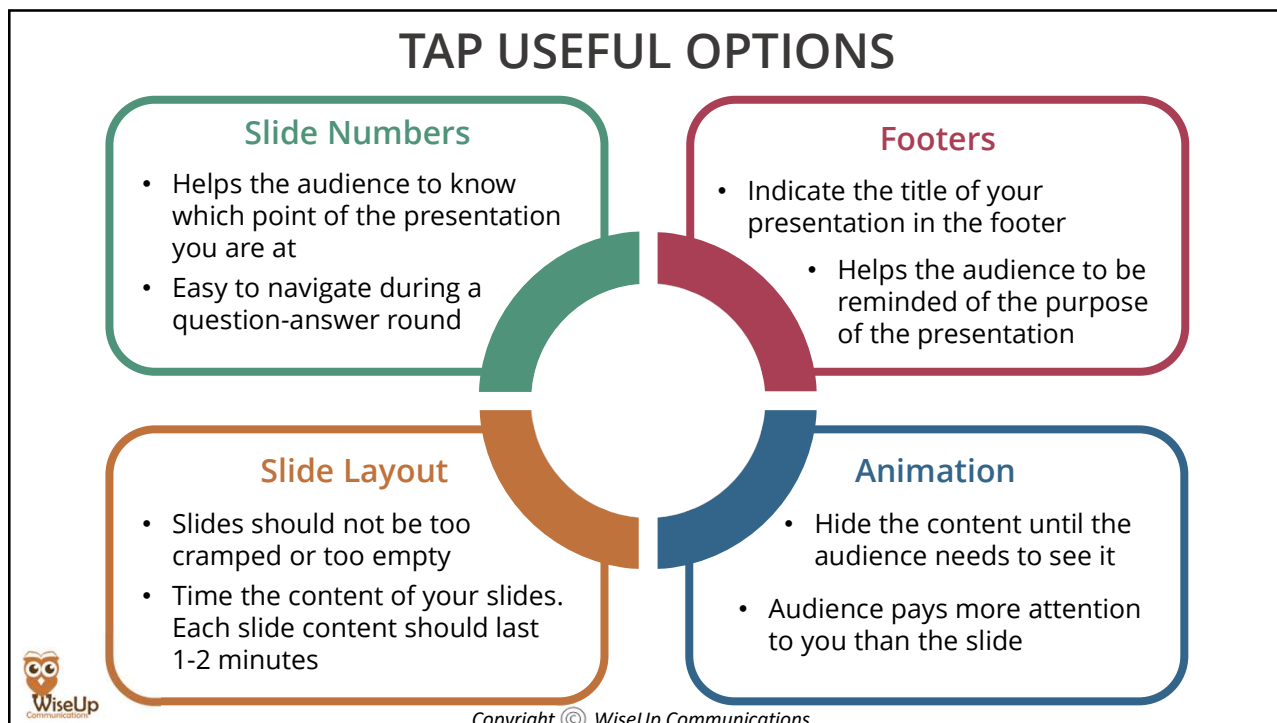 TAP USEFUL OPTIONS
Slide Numbers
• Helps the audience to know
which point of the presentation
you are at
• Easy to navigate during a
question-answer round
Footers
• Indicate the title of your
presentation in the footer
• Helps the audience to be
reminded of the purpose
of the presentation
Slide Layout
• Slides should not be too
cramped or too empty
• Time the content of your slides.
Each slide content should last
1-2 minutes
Animation
• Hide the content until the
audience needs to see it
• Audience pays more attention
to you than the slide
WiseUp
Communications
Copyright © WiseUp Communications